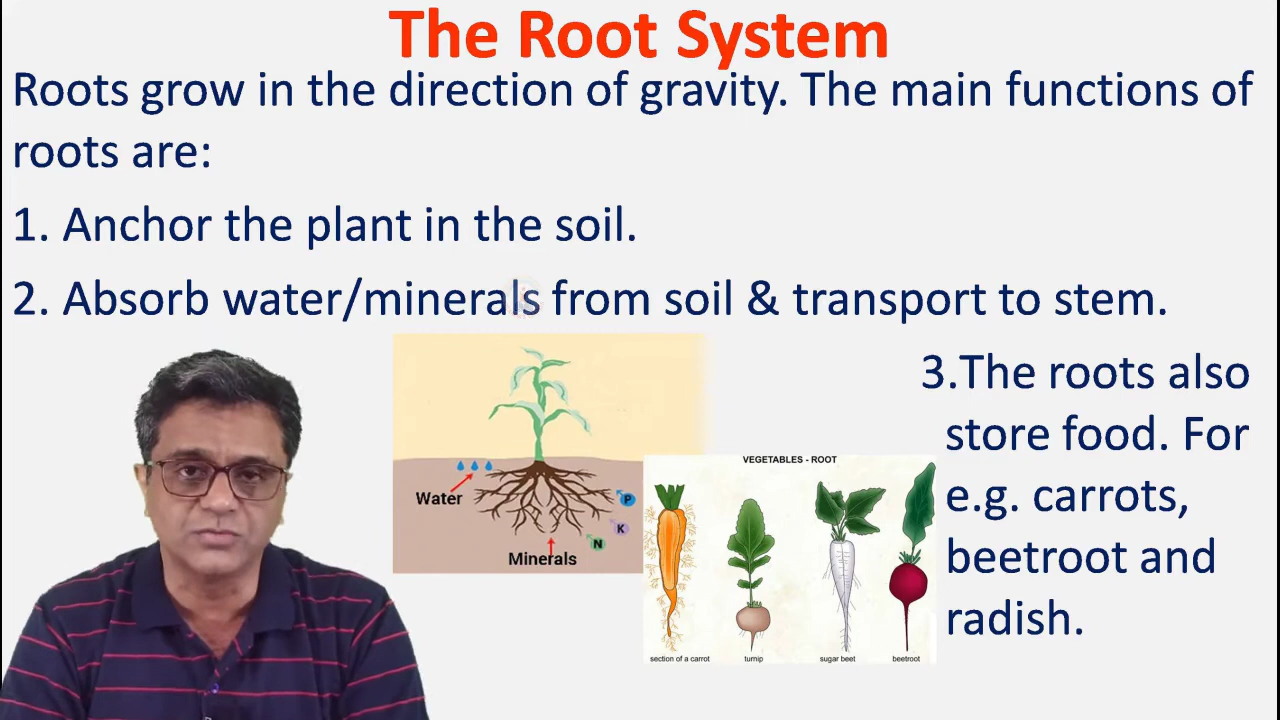 The Root System
Roots grow in the direction of gravity. The main functions of
roots are:
1. Anchor the plant in the soil.
2. Absorb water/minerals from soil & transport to stem.
3.The roots also
store food. For
e.g. carrots,
beetroot and
radish.
Water
P
K
N
Minerals
VEGETABLES - ROOT
section of a carrot
turnip
sugar beet
beetroot